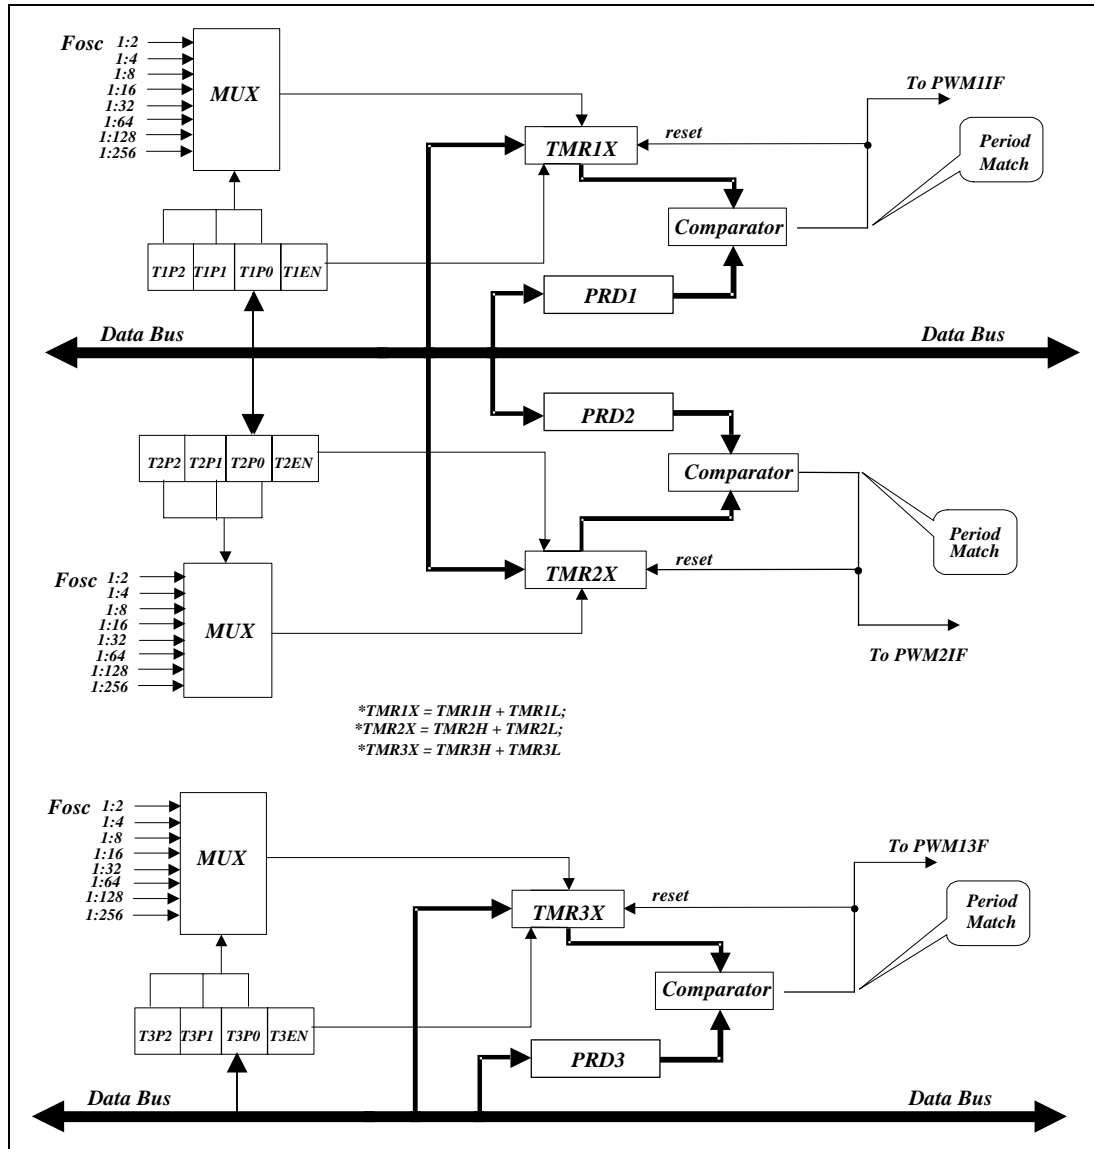 Fosc 1:2
1:4
1:8
1:16
1:32
1:64
1:128
1:256
MUX
To PWM1IF
TMR1X
reset
Period
Match
Comparator
T1P2 T1P1 T1P0 T1EN
PRD1
Data Bus Data Bus
PRD2
T2P2 T2P1 T2P0 T2EN
Comparator
Period
Match
TMR2X
reset
Fosc 1:2
1:4
1:8
1:16
1:32
1:64
1:128
1:256
MUX
To PWM2IF
*TMR1X = TMR1H + TMR1L;
*TMR2X = TMR2H + TMR2L;
*TMR3X = TMR3H + TMR3L
Fosc 1:2
1:4
1:8
1:16
1:32
1:64
1:128
1:256
MUX
To PWM13F
TMR3X
reset
Period
Match
Comparator
T3P2 T3P1 T3P0 T3EN
PRD3
Data Bus Data Bus